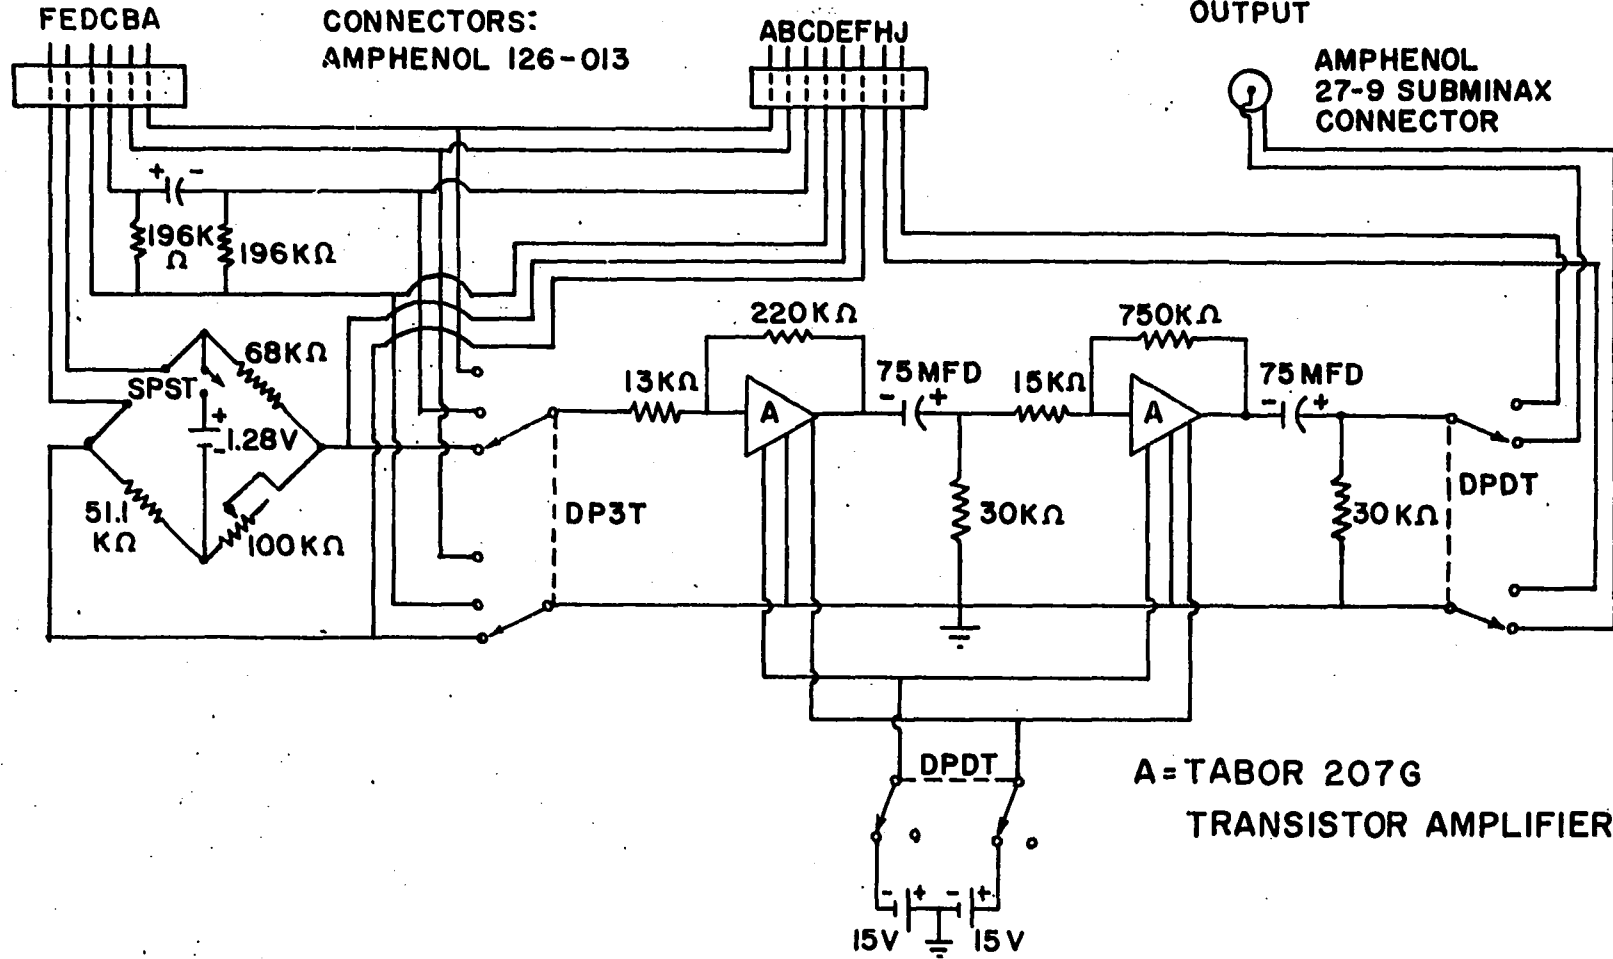 FEDCBA
CONNECTORS:
AMPHENOL 126-013
ABCDEFHJ
OUTPUT
AMPHENOL
27-9 SUBMINAX
CONNECTOR
+ -
196K
Ω
196KΩ
68KΩ
SPST
+
-
1.28V
51.1
KΩ
100KΩ
DP3T
13KΩ
220KΩ
A
75MFD
- +
30KΩ
15KΩ
750KΩ
A
75MFD
- +
30KΩ
DPDT
DPDT
- + - +
15V 15V
A=TABOR 207G
TRANSISTOR AMPLIFIER